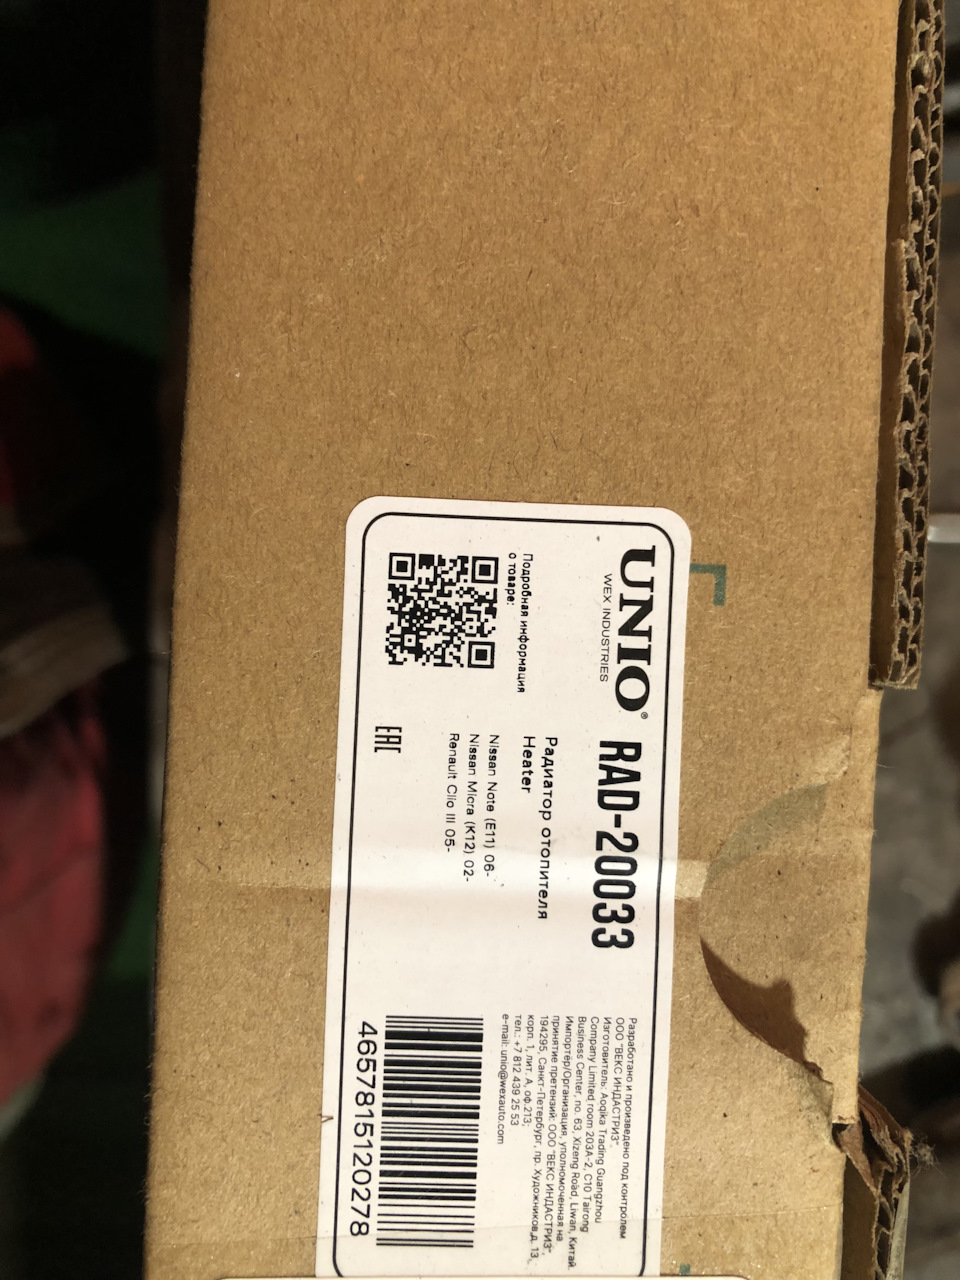 UNIO®
WEX INDUSTRIES
RAD-20033
Подробная информация
о товаре:
Радиатор отопителя
Heater
Nissan Note (E11) 06-
Nissan Micra (K12) 02-
Renault Clio III 05-
EAC
Разработано и произведено под контролем
ООО "ВЕКС ИНДАСТРИЗ".
Изготовитель: Aoqika Trading Guangzhou
Company Limited room 203A-2, C10 Tairong
Business Center, no. 63, Xizeng Road, Liwan, Китай.
Импортёр/Организация, уполномоченная на
принятие претензий: ООО "ВЕКС ИНДАСТРИЗ",
194295, Санкт-Петербург, пр. Художников,д. 13,
корп. 1, лит. А, оф.213;
тел.: +7 812 439 25 53
e-mail: unio@wexauto.com
4657815120278